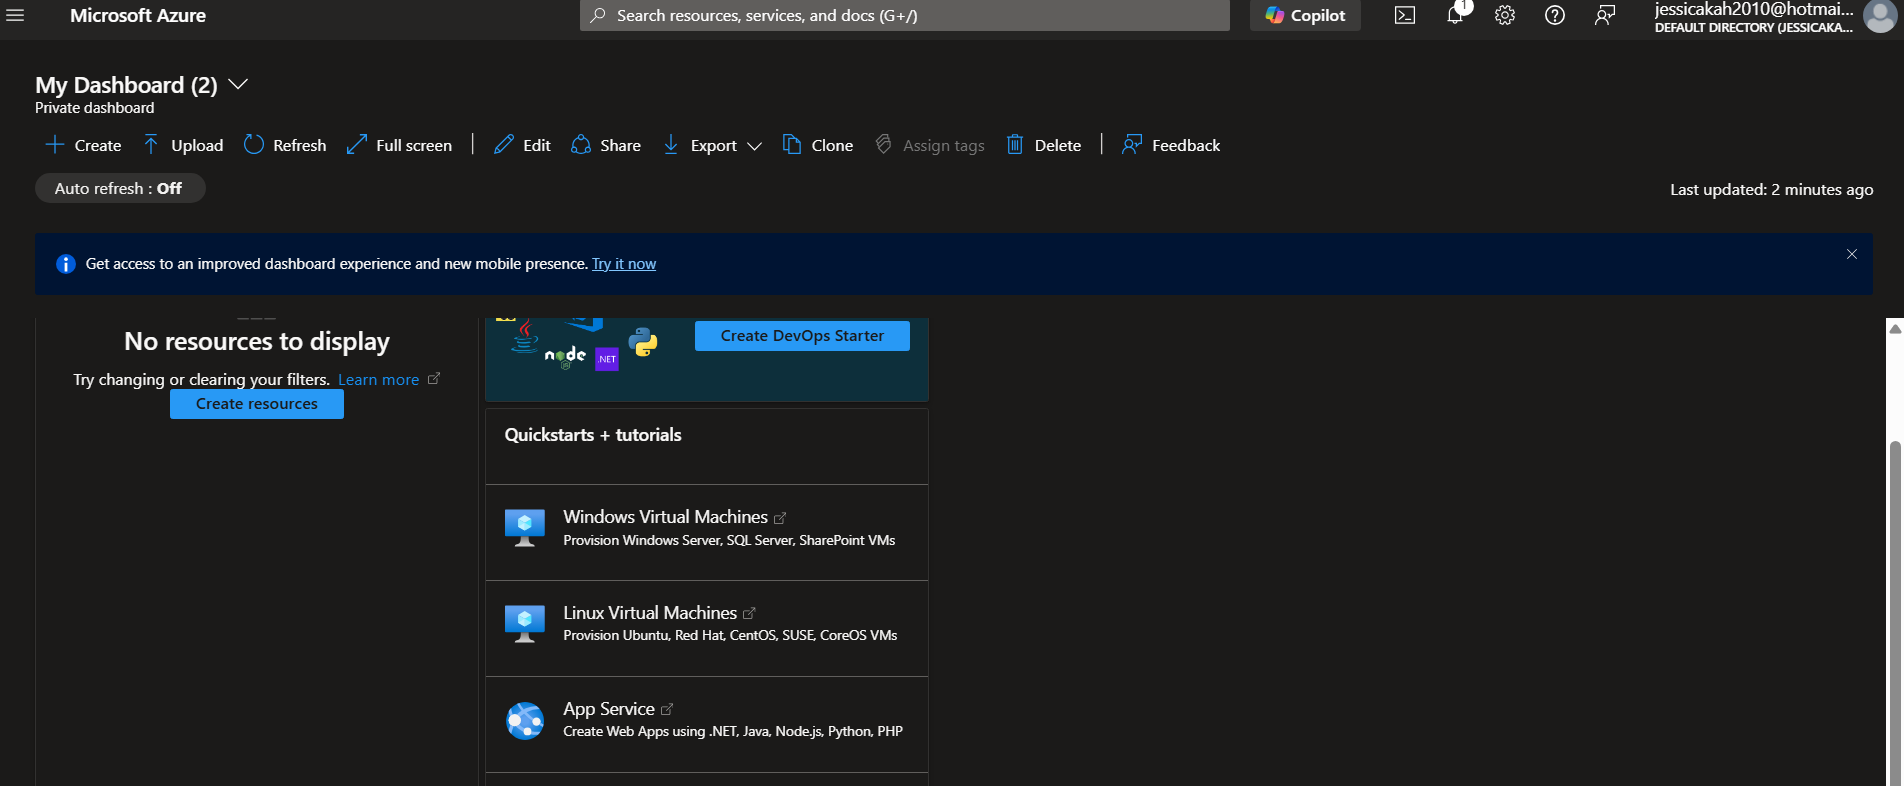 Microsoft Azure
Search resources, services, and docs (G+/)
Copilot
1
jessicakah2010@hotmai...
DEFAULT DIRECTORY (JESSICAKA...
My Dashboard (2)
Private dashboard
Create
Upload
Refresh
Full screen
Edit
Share
Export
Clone
Assign tags
Delete
Feedback
Auto refresh : Off
Last updated: 2 minutes ago
Get access to an improved dashboard experience and new mobile presence. Try it now
No resources to display
Try changing or clearing your filters. Learn more
Create resources
node
.NET
Create DevOps Starter
Quickstarts + tutorials
Windows Virtual Machines
Provision Windows Server, SQL Server, SharePoint VMs
Linux Virtual Machines
Provision Ubuntu, Red Hat, CentOS, SUSE, CoreOS VMs
App Service
Create Web Apps using .NET, Java, Node.js, Python, PHP